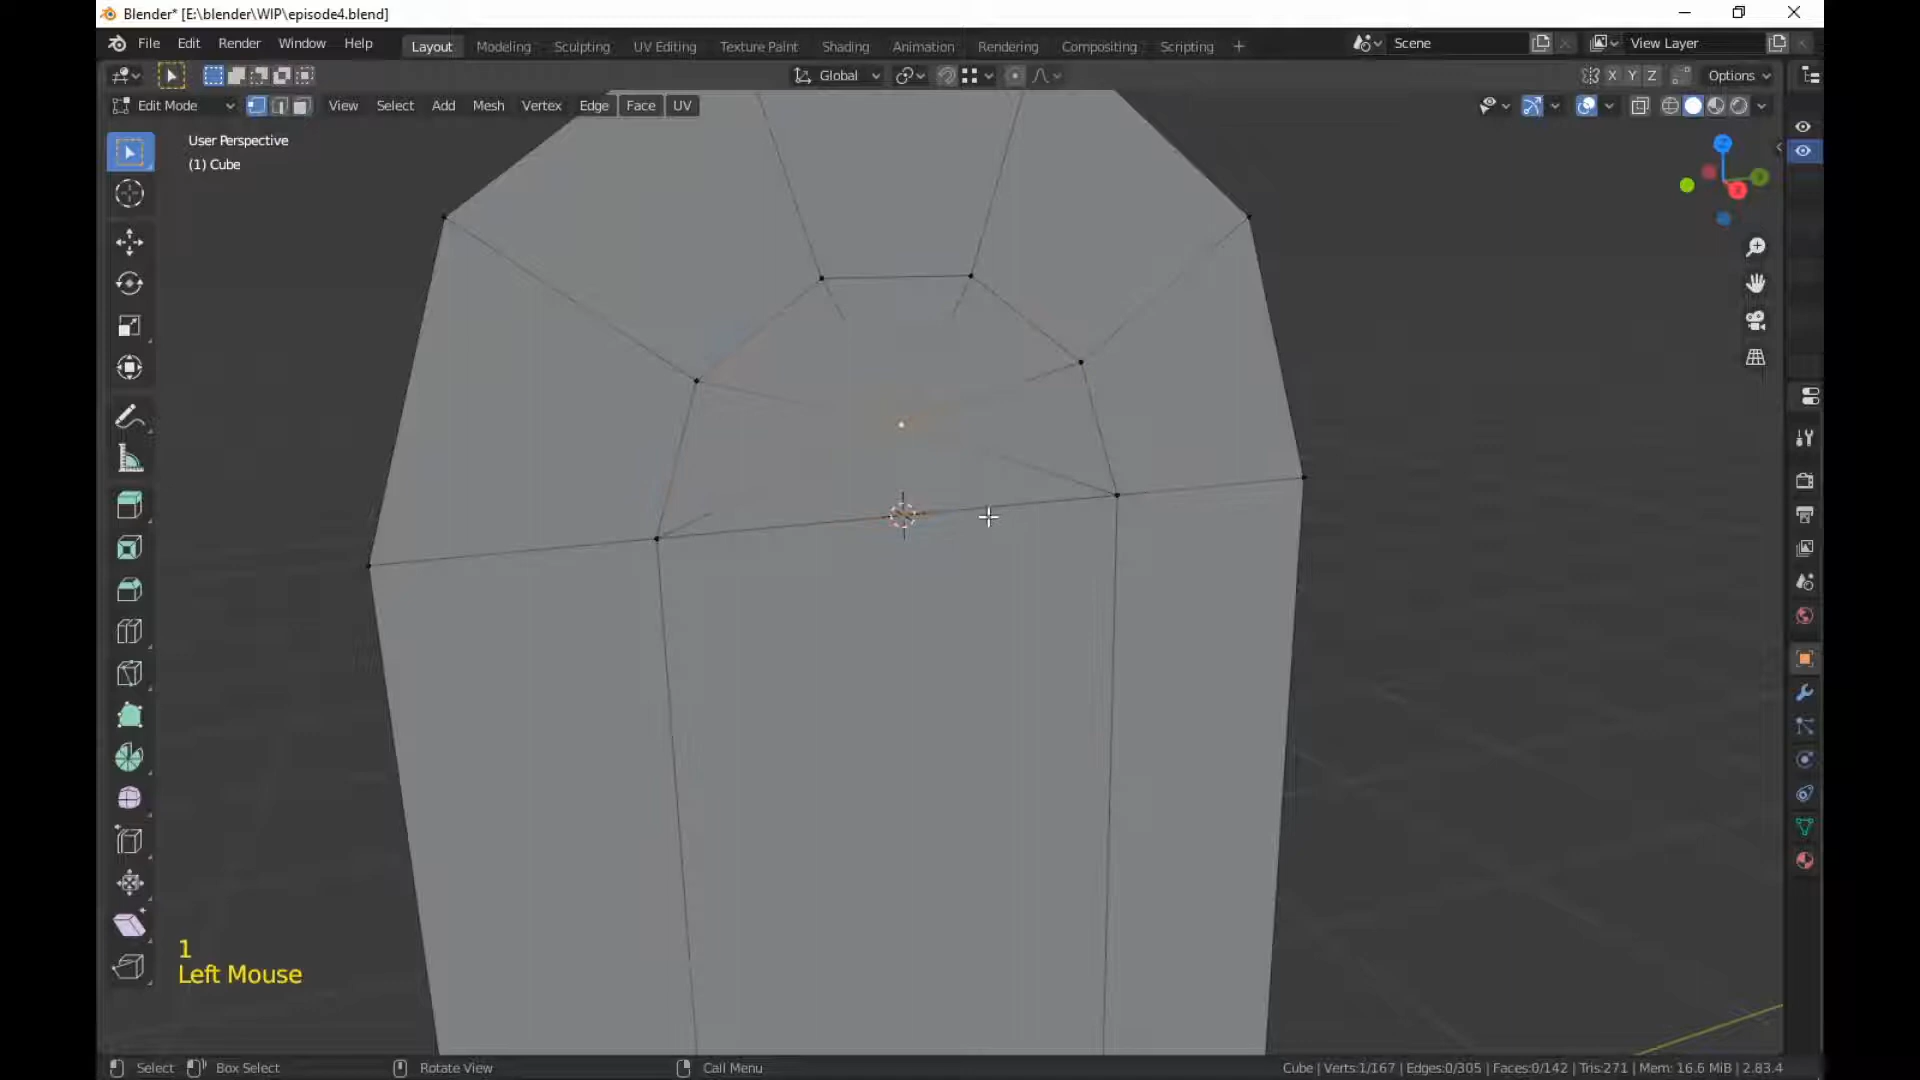 Blender* [E:\blender\WIP\episode4.blend]
File Edit Render Window Help Layout Modeling Sculpting UV Editing Texture Paint Shading Animation Rendering Compositing Scripting + Scene View Layer
Global X Y Z Options
Edit Mode View Select Add Mesh Vertex Edge Face UV
User Perspective
(1) Cube
1
Left Mouse
Select Box Select Rotate View Call Menu Cube | Verts:1/167 | Edges:0/305 | Faces:0/142 | Tris:271 | Mem: 16.6 MiB | 2.83.4